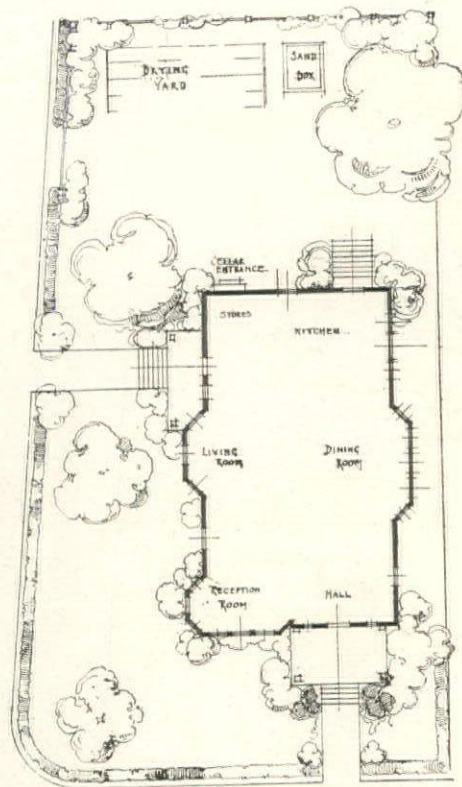 DRYING
YARD
SAND
BOX
CELLAR
ENTRANCE
STORES
KITCHEN
LIVING
ROOM
DINING
ROOM
RECEPTION
ROOM
HALL